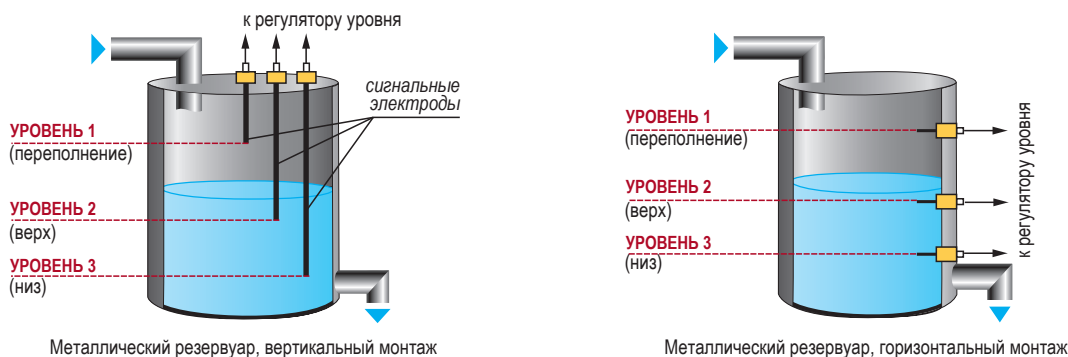 к регулятору уровня
сигнальные
электроды
УРОВЕНЬ 1
(переполнение)
УРОВЕНЬ 2
(верх)
УРОВЕНЬ 3
(низ)
Металлический резервуар, вертикальный монтаж
УРОВЕНЬ 1
(переполнение)
УРОВЕНЬ 2
(верх)
УРОВЕНЬ 3
(низ)
к регулятору уровня
Металлический резервуар, горизонтальный монтаж